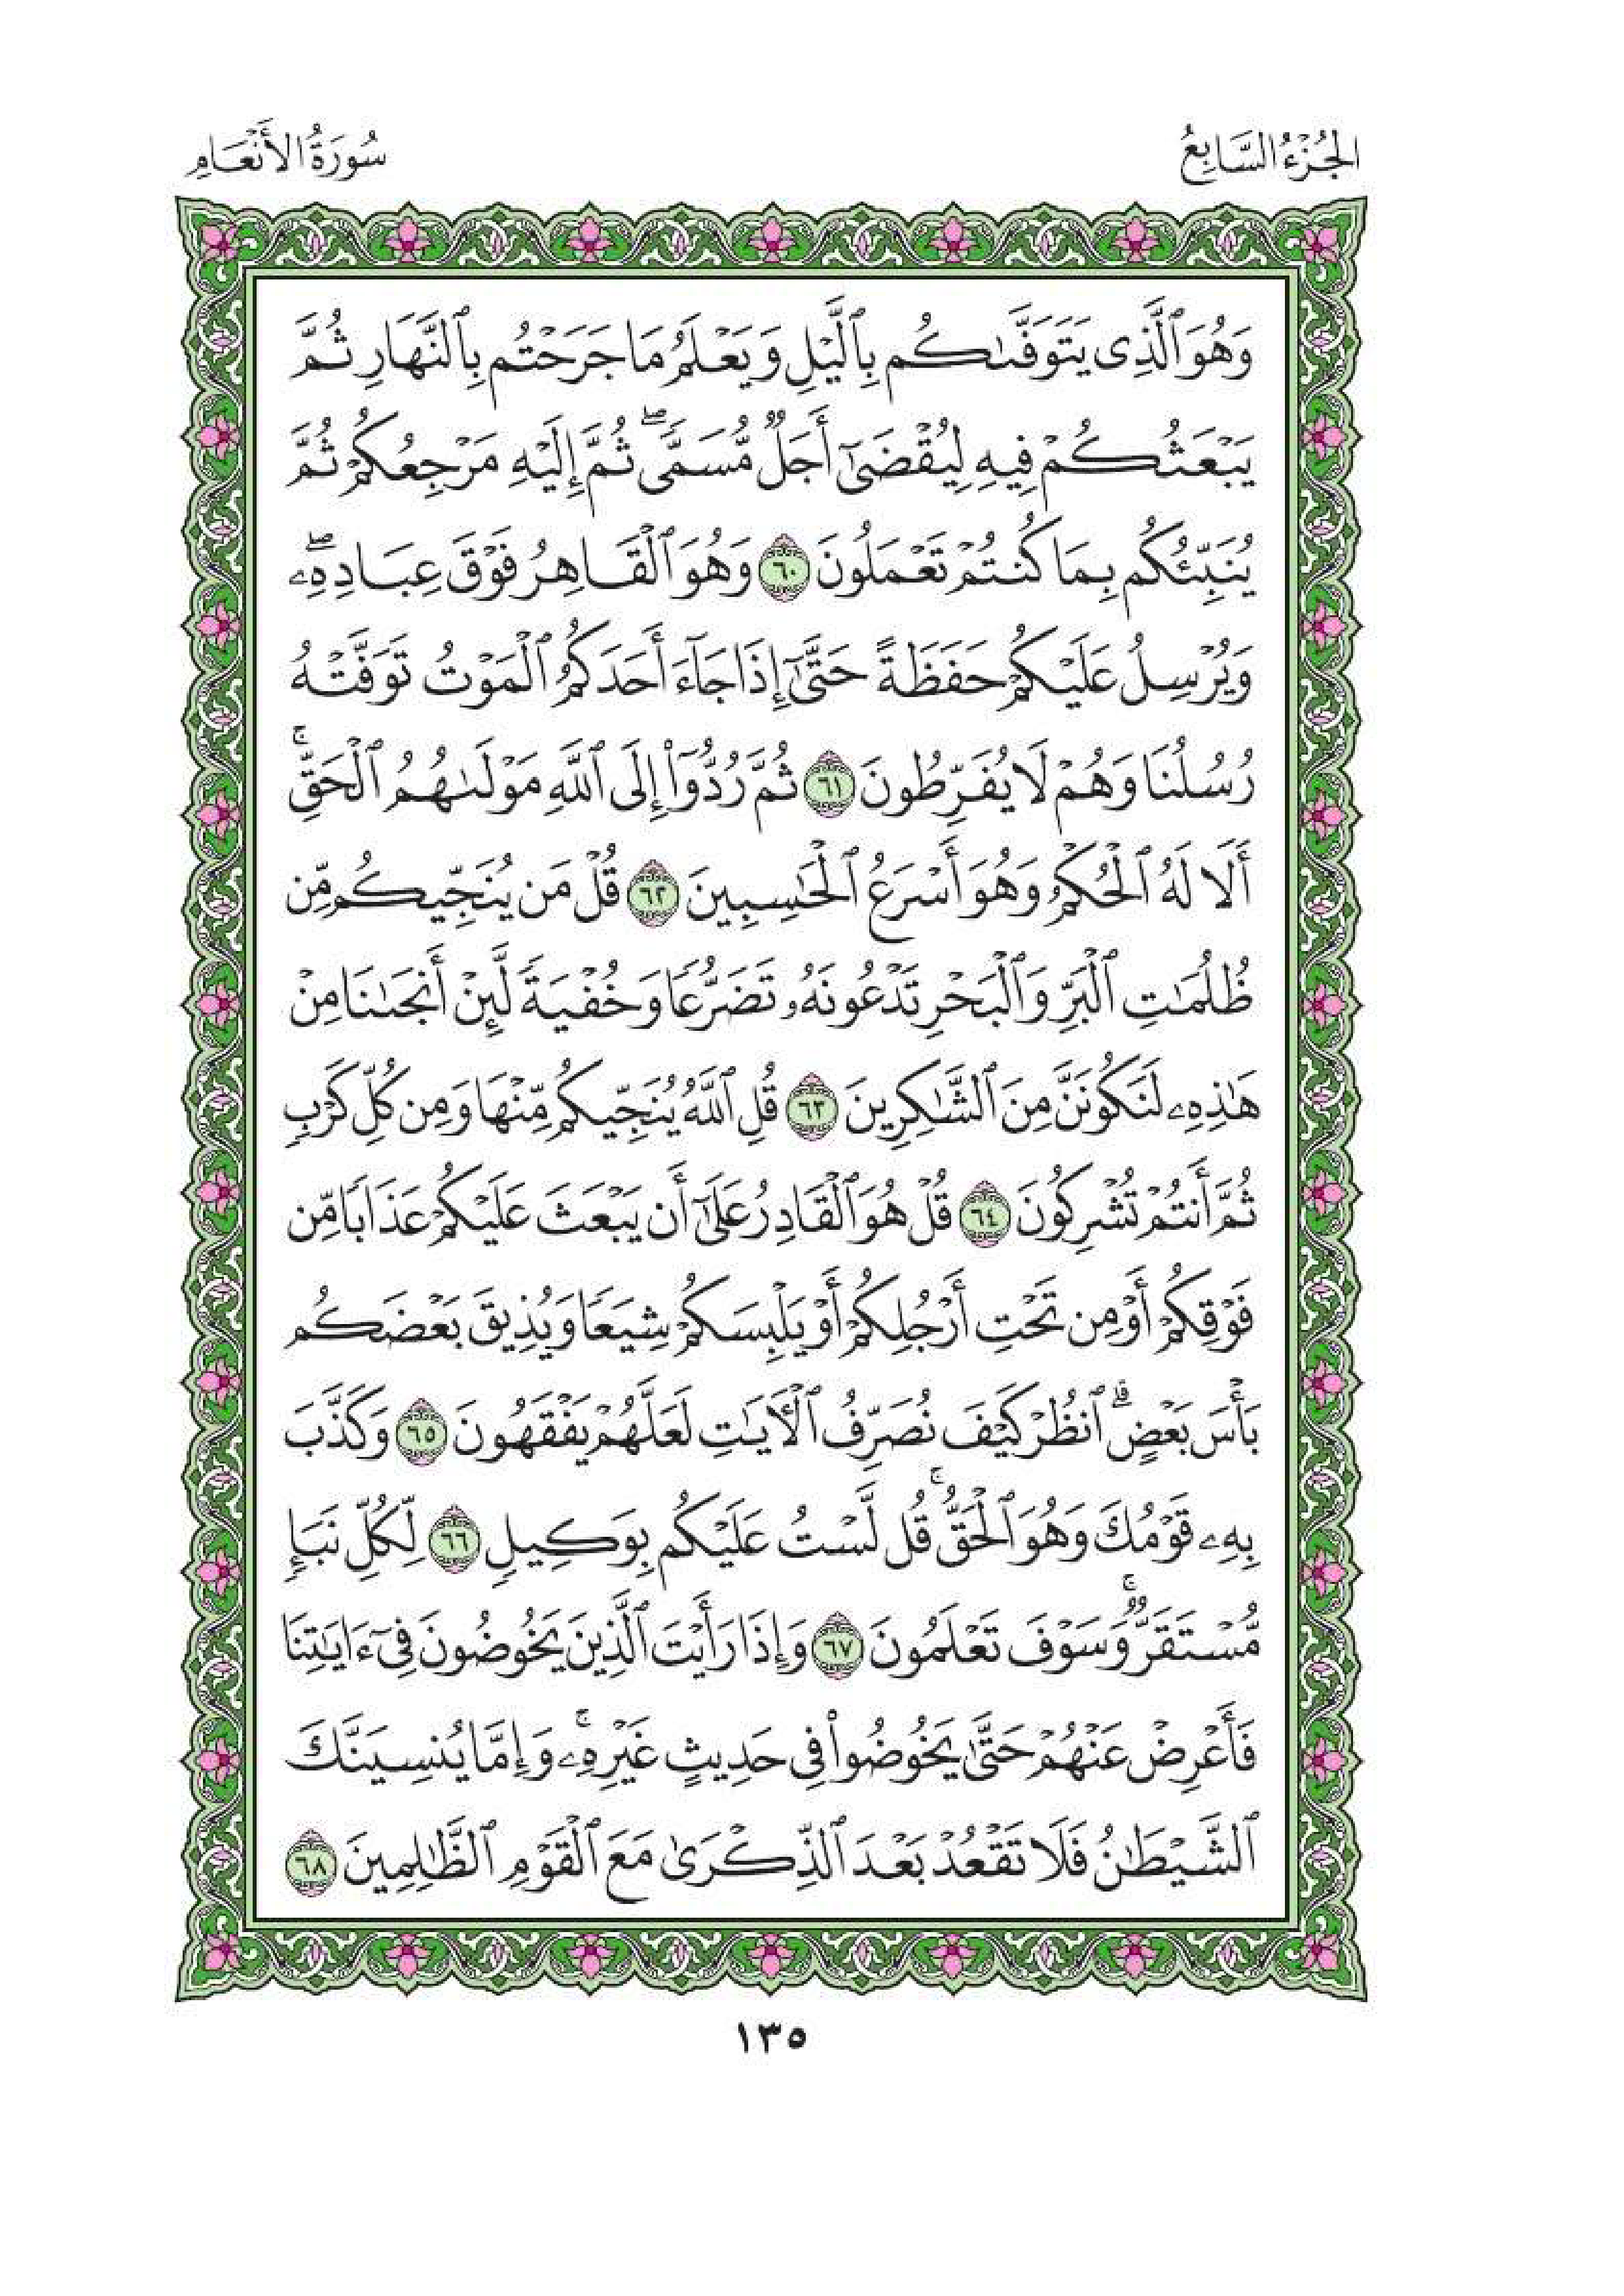 الجُزْءُ السَّابِعُ
سُورَةُ الأَنْعَامِ
وَهُوَ ٱلَّذِى يَتَوَفَّىٰكُم بِٱلَّيْلِ وَيَعْلَمُ مَا جَرَحْتُم بِٱلنَّهَارِ ثُمَّ
يَبْعَثُكُمْ فِيهِ لِيُقْضَىٰٓ أَجَلٌ مُّسَمًّى ۖ ثُمَّ إِلَيْهِ مَرْجِعُكُمْ ثُمَّ
يُنَبِّئُكُم بِمَا كُنتُمْ تَعْمَلُونَ ٦٠ وَهُوَ ٱلْقَاهِرُ فَوْقَ عِبَادِهِۦ ۖ
وَيُرْسِلُ عَلَيْكُمْ حَفَظَةً حَتَّىٰٓ إِذَا جَآءَ أَحَدَكُمُ ٱلْمَوْتُ تَوَفَّتْهُ
رُسُلُنَا وَهُمْ لَا يُفَرِّطُونَ ٦١ ثُمَّ رُدُّوٓا۟ إِلَى ٱللَّهِ مَوْلَىٰهُمُ ٱلْحَقِّ ۚ
أَلَا لَهُ ٱلْحُكْمُ وَهُوَ أَسْرَعُ ٱلْحَـٰسِبِينَ ٦٢ قُلْ مَن يُنَجِّيكُم مِّن
ظُلُمَـٰتِ ٱلْبَرِّ وَٱلْبَحْرِ تَدْعُونَهُۥ تَضَرُّعًا وَخُفْيَةً لَّئِنْ أَنجَىٰنَا مِنْ
هَـٰذِهِۦ لَنَكُونَنَّ مِنَ ٱلشَّـٰكِرِينَ ٦٣ قُلِ ٱللَّهُ يُنَجِّيكُم مِّنْهَا وَمِن كُلِّ كَرْبٍ
ثُمَّ أَنتُمْ تُشْرِكُونَ ٦٤ قُلْ هُوَ ٱلْقَادِرُ عَلَىٰٓ أَن يَبْعَثَ عَلَيْكُمْ عَذَابًا مِّن
فَوْقِكُمْ أَوْ مِن تَحْتِ أَرْجُلِكُمْ أَوْ يَلْبِسَكُمْ شِيَعًا وَيُذِيقَ بَعْضَكُم
بَأْسَ بَعْضٍ ۗ ٱنظُرْ كَيْفَ نُصَرِّفُ ٱلْـَٔايَـٰتِ لَعَلَّهُمْ يَفْقَهُونَ ٦٥ وَكَذَّبَ
بِهِۦ قَوْمُكَ وَهُوَ ٱلْحَقُّ ۚ قُل لَّسْتُ عَلَيْكُم بِوَكِيلٍ ٦٦ لِّكُلِّ نَبَإٍ
مُّسْتَقَرٌّ ۚ وَسَوْفَ تَعْلَمُونَ ٦٧ وَإِذَا رَأَيْتَ ٱلَّذِينَ يَخُوضُونَ فِىٓ ءَايَـٰتِنَا
فَأَعْرِضْ عَنْهُمْ حَتَّىٰ يَخُوضُوا۟ فِى حَدِيثٍ غَيْرِهِۦ ۚ وَإِمَّا يُنسِيَنَّكَ
ٱلشَّيْطَـٰنُ فَلَا تَقْعُدْ بَعْدَ ٱلذِّكْرَىٰ مَعَ ٱلْقَوْمِ ٱلظَّـٰلِمِينَ ٦٨
١٣٥